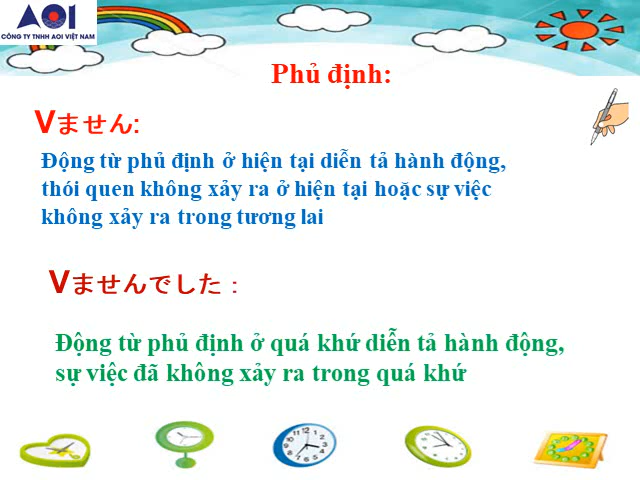 AOI
CÔNG TY TNHH AOI VIỆT NAM
Phủ định:
Vません:
Động từ phủ định ở hiện tại diễn tả hành động,
thói quen không xảy ra ở hiện tại hoặc sự việc
không xảy ra trong tương lai
Vませんでした：
Động từ phủ định ở quá khứ diễn tả hành động,
sự việc đã không xảy ra trong quá khứ